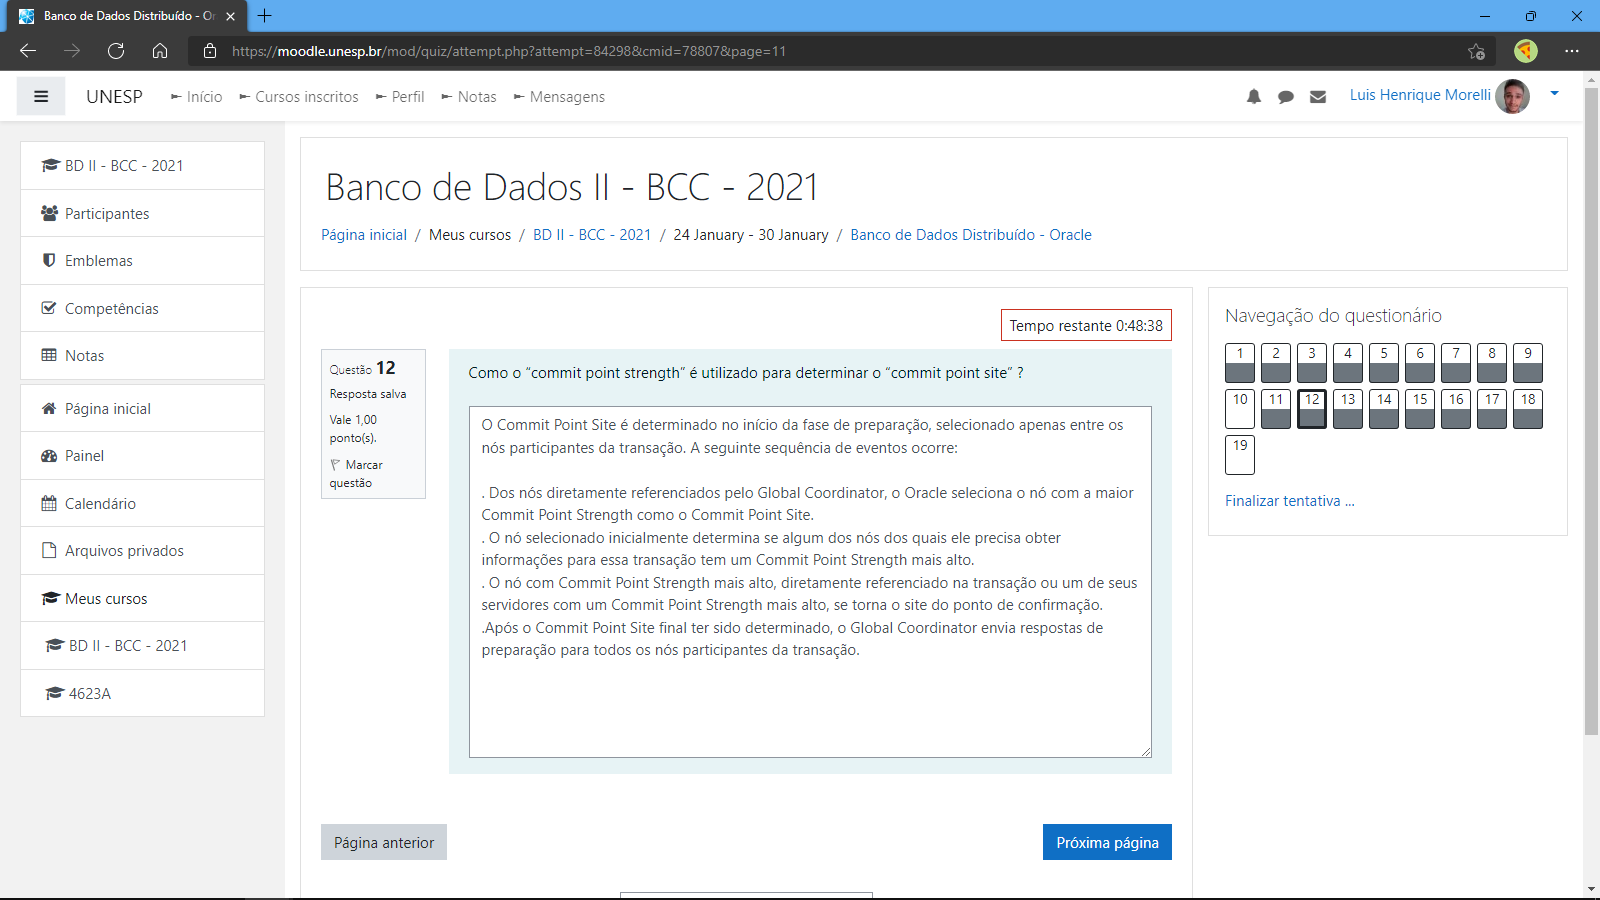 Banco de Dados Distribuído - Or
https://moodle.unesp.br/mod/quiz/attempt.php?attempt=84298&cmid=78807&page=11
UNESP
Início
Cursos inscritos
Perfil
Notas
Mensagens
Luis Henrique Morelli
BD II - BCC - 2021
Participantes
Emblemas
Competências
Notas
Página inicial
Painel
Calendário
Arquivos privados
Meus cursos
BD II - BCC - 2021
4623A
Banco de Dados II - BCC - 2021
Página inicial / Meus cursos / BD II - BCC - 2021 / 24 January - 30 January / Banco de Dados Distribuído - Oracle
Tempo restante 0:48:38
Questão 12
Resposta salva
Vale 1,00
ponto(s).
Marcar
questão
Como o “commit point strength” é utilizado para determinar o “commit point site” ?
O Commit Point Site é determinado no início da fase de preparação, selecionado apenas entre os
nós participantes da transação. A seguinte sequência de eventos ocorre:
. Dos nós diretamente referenciados pelo Global Coordinator, o Oracle seleciona o nó com a maior
Commit Point Strength como o Commit Point Site.
. O nó selecionado inicialmente determina se algum dos nós dos quais ele precisa obter
informações para essa transação tem um Commit Point Strength mais alto.
. O nó com Commit Point Strength mais alto, diretamente referenciado na transação ou um de seus
servidores com um Commit Point Strength mais alto, se torna o site do ponto de confirmação.
.Após o Commit Point Site final ter sido determinado, o Global Coordinator envia respostas de
preparação para todos os nós participantes da transação.
Página anterior
Próxima página
Navegação do questionário
1 2 3 4 5 6 7 8 9
10 11 12 13 14 15 16 17 18
19
Finalizar tentativa ...